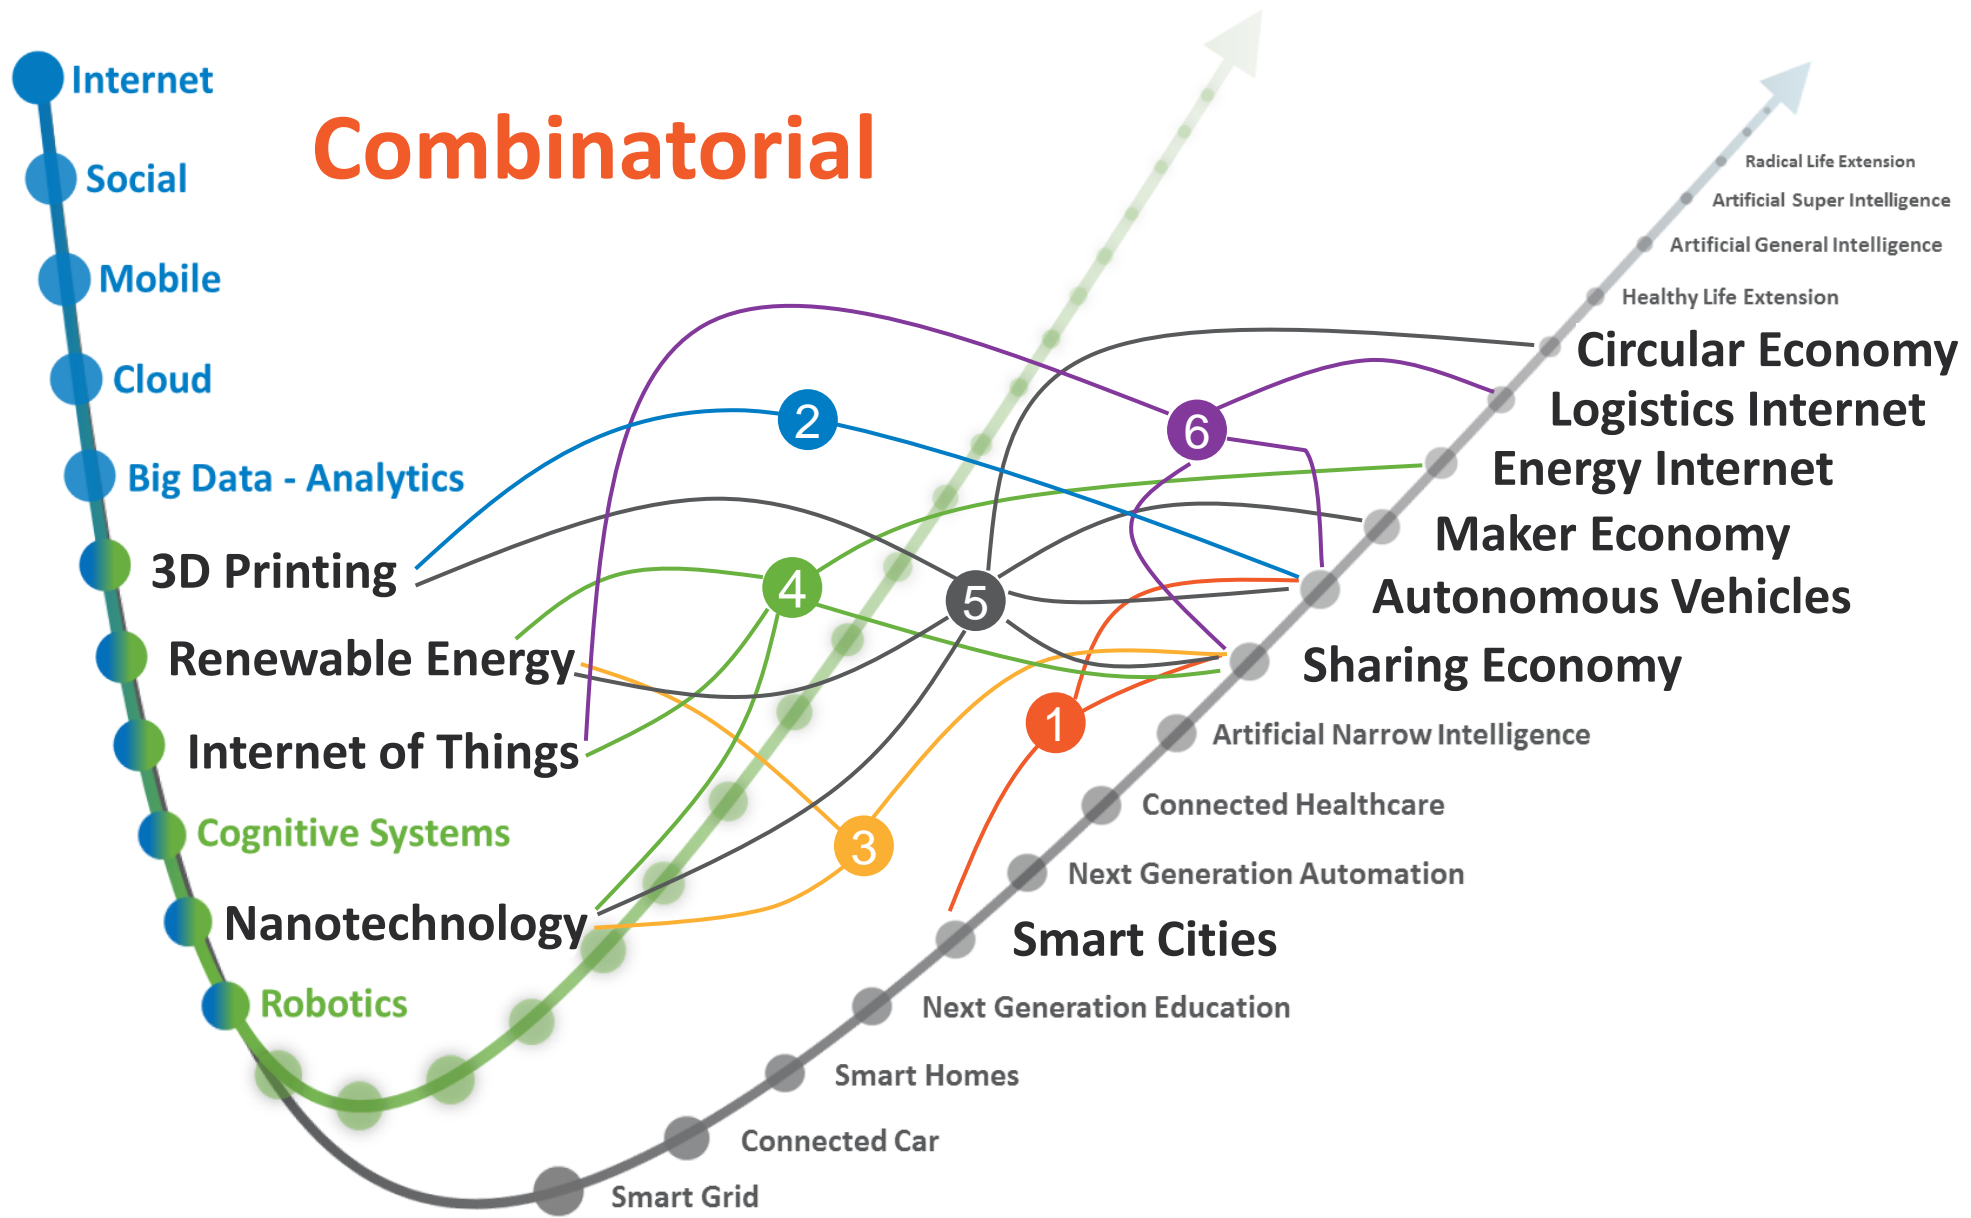 Combinatorial
Internet
Social
Mobile
Cloud
Big Data - Analytics
3D Printing
Renewable Energy
Internet of Things
Cognitive Systems
Nanotechnology
Robotics
2
6
4
5
1
3
Radical Life Extension
Artificial Super Intelligence
Artificial General Intelligence
Healthy Life Extension
Circular Economy
Logistics Internet
Energy Internet
Maker Economy
Autonomous Vehicles
Sharing Economy
Artificial Narrow Intelligence
Connected Healthcare
Next Generation Automation
Smart Cities
Next Generation Education
Smart Homes
Connected Car
Smart Grid